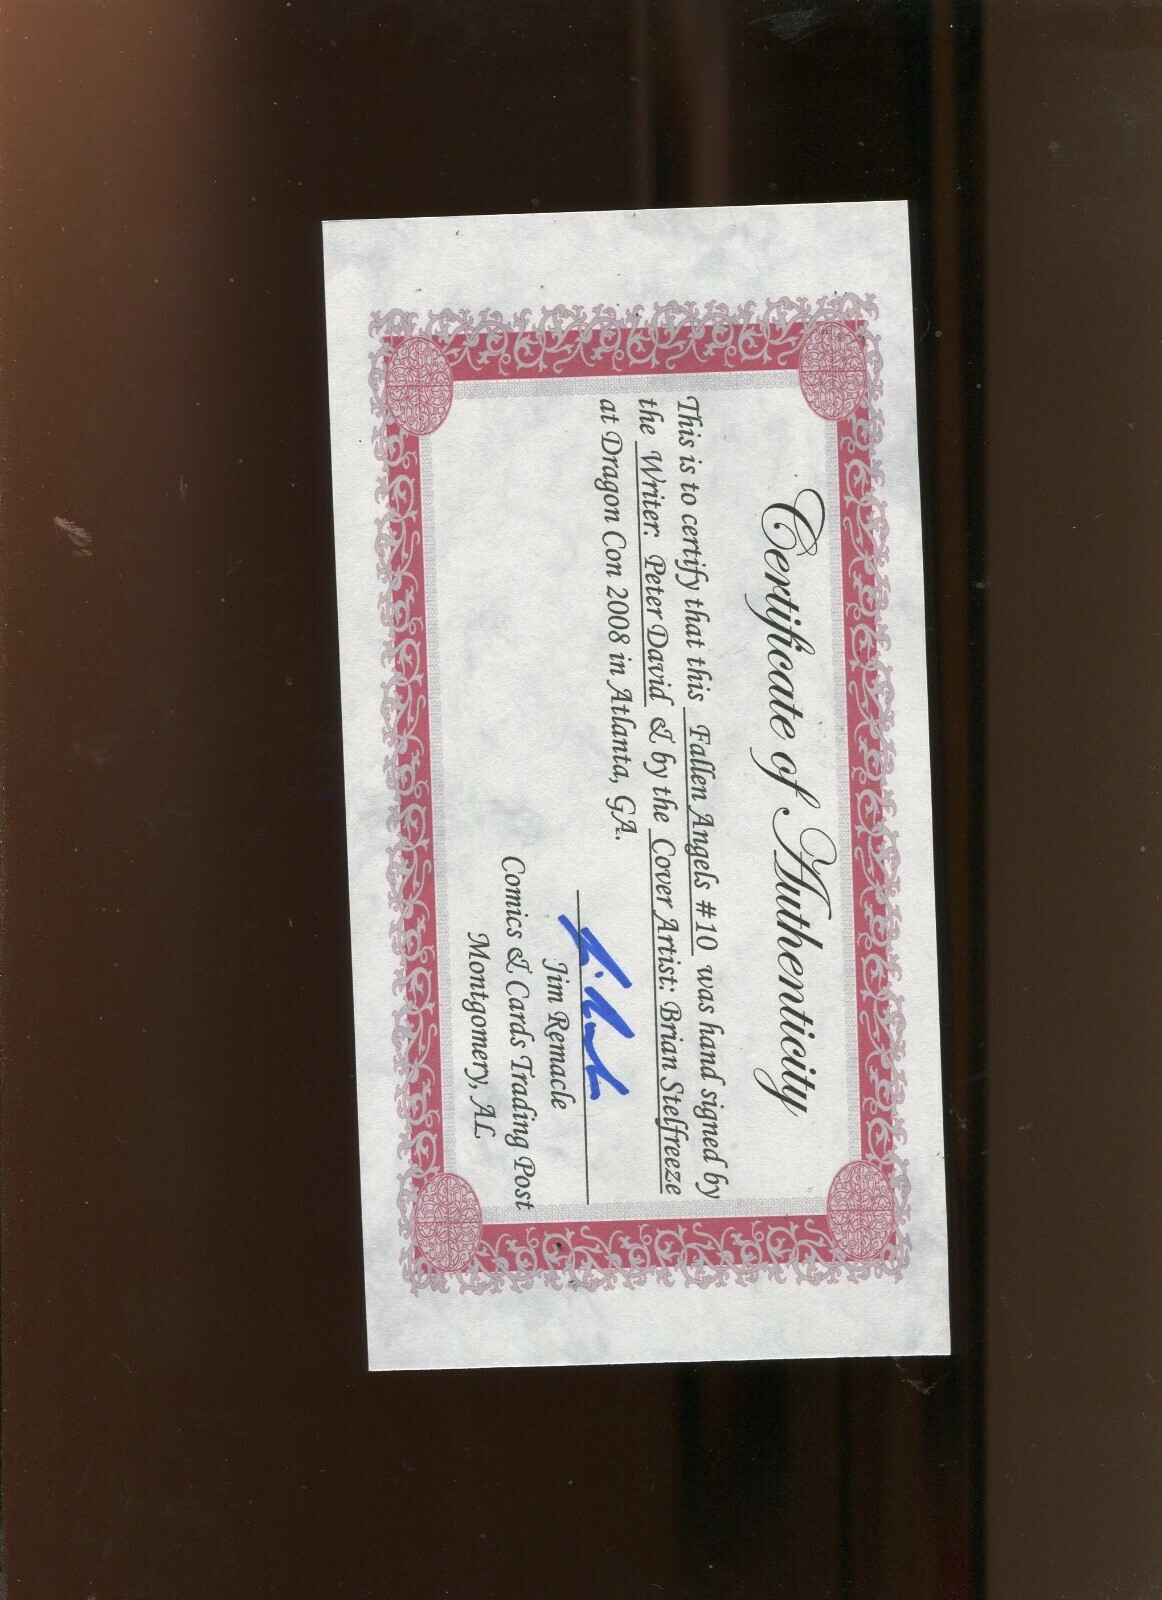 Certificate of Authenticity
This is to certify that this Fallen Angels #10 was hand signed by
the Writer: Peter David & by the Cover Artist: Brian Stelfreeze
at Dragon Con 2008 in Atlanta, GA.
Jim Remacle
Comics & Cards Trading Post
Montgomery, AL